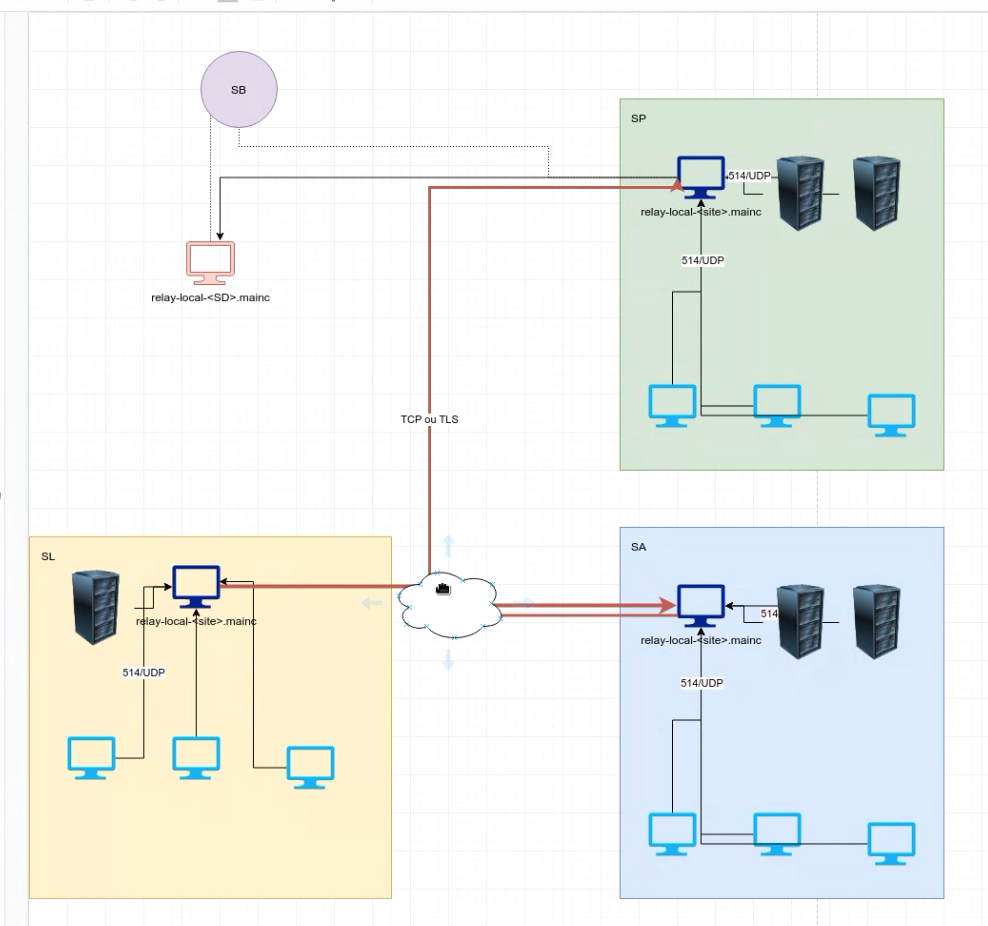 SB
SP
514/UDP
relay-local-<site>.mainc
514/UDP
relay-local-<SD>.mainc
TCP ou TLS
SL
relay-local-<site>.mainc
514/UDP
SA
514
relay-local-<site>.mainc
514/UDP